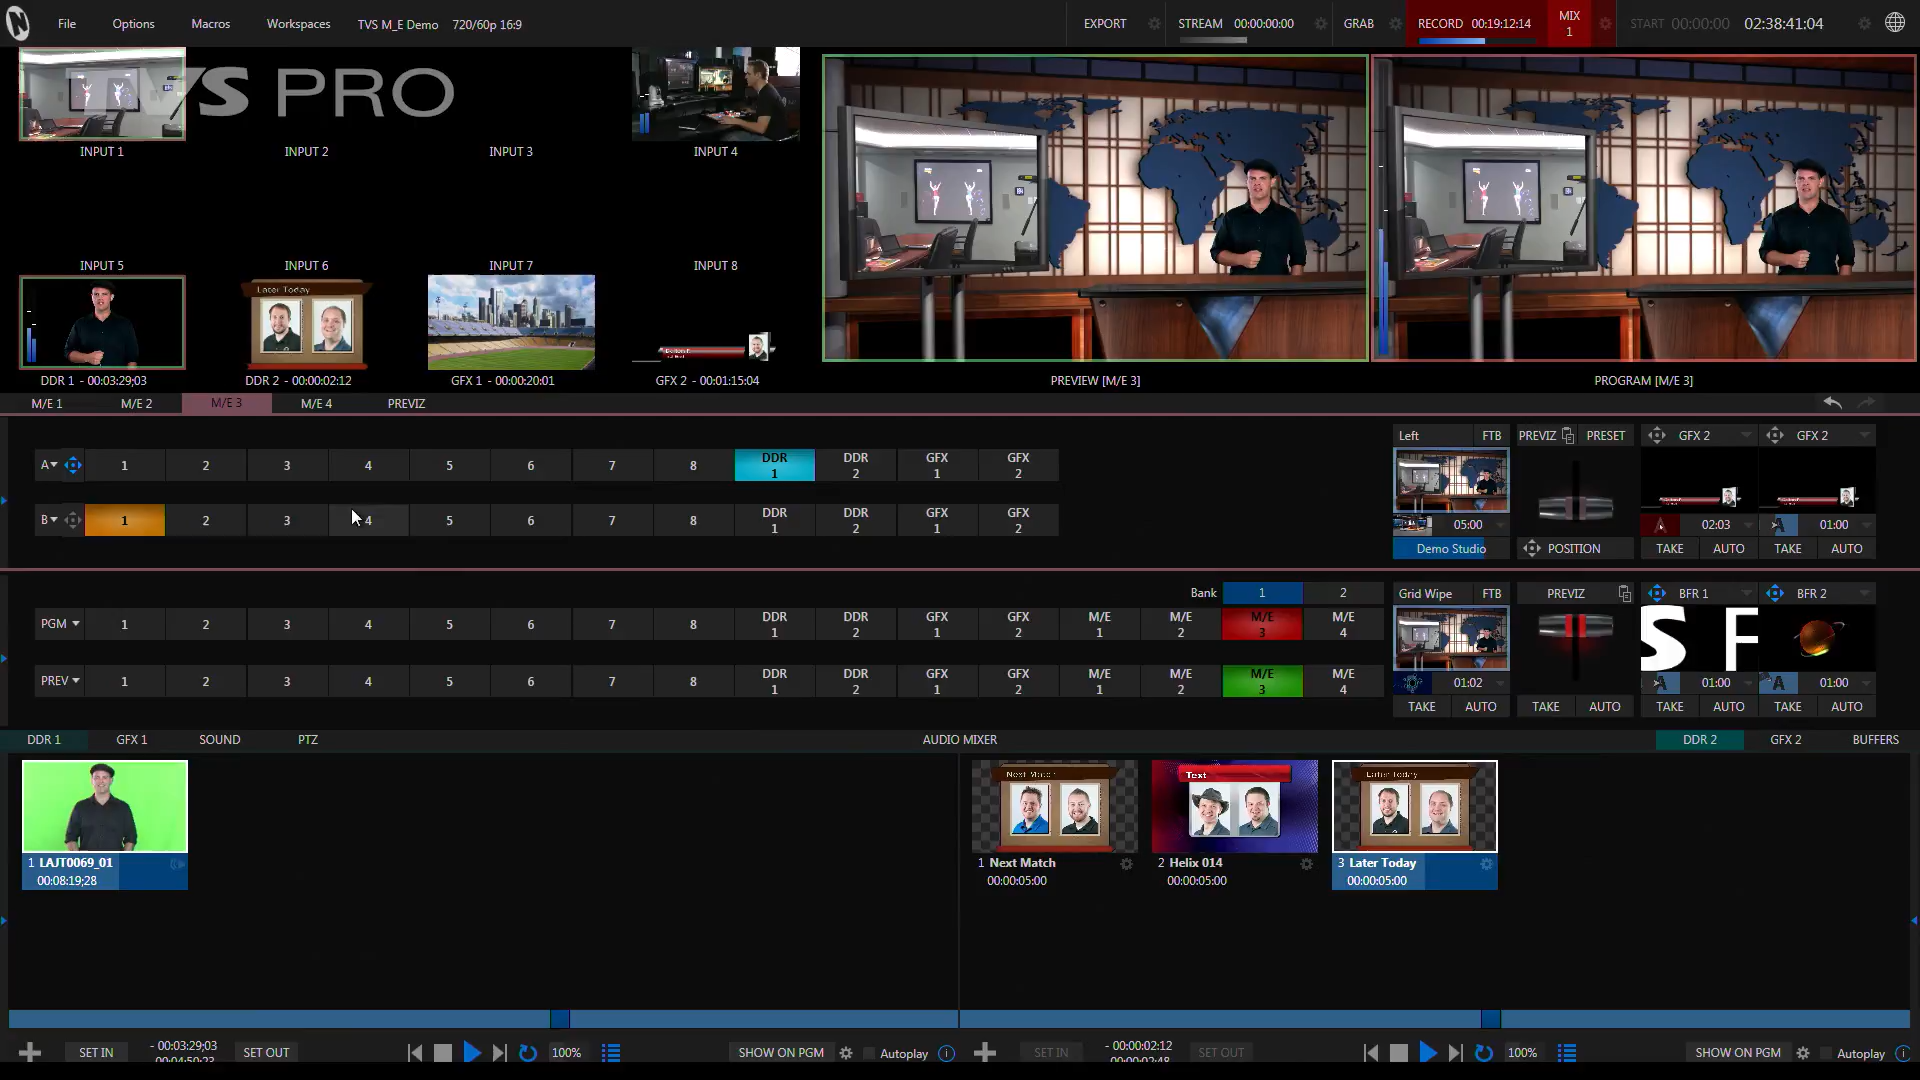 File Options Macros Workspaces TVS M_E Demo 720/60p 16:9 EXPORT STREAM 00:00:00:00 GRAB RECORD 00:19:12:14 MIX 1 START 00:00:00 02:38:41:04
TVS PRO
INPUT 1 INPUT 2 INPUT 3 INPUT 4
INPUT 5 INPUT 6 INPUT 7 INPUT 8
Later Today
DDR 1 - 00:03:29;03 DDR 2 - 00:00:02:12 GFX 1 - 00:00:20:01 GFX 2 - 00:01:15:04 PREVIEW [M/E 3] PROGRAM [M/E 3]
M/E 1 M/E 2 M/E 3 M/E 4 PREVIZ
Left FTB PREVIZ PRESET GFX 2 GFX 2
A 1 2 3 4 5 6 7 8 DDR 1 DDR 2 GFX 1 GFX 2
B 1 2 3 4 5 6 7 8 DDR 1 DDR 2 GFX 1 GFX 2
05:00 02:03 01:00
Demo Studio POSITION TAKE AUTO TAKE AUTO
Bank 1 2 Grid Wipe FTB PREVIZ BFR 1 BFR 2
PGM 1 2 3 4 5 6 7 8 DDR 1 DDR 2 GFX 1 GFX 2 M/E 1 M/E 2 M/E 3 M/E 4
S F
PREV 1 2 3 4 5 6 7 8 DDR 1 DDR 2 GFX 1 GFX 2 M/E 1 M/E 2 M/E 3 M/E 4
01:02 01:00 01:00
TAKE AUTO TAKE AUTO TAKE AUTO TAKE AUTO
DDR 1 GFX 1 SOUND PTZ AUDIO MIXER DDR 2 GFX 2 BUFFERS
Next Match Text Later Today
1 LAJT0069_01 1 Next Match 2 Helix 014 3 Later Today
00:08:19;28 00:00:05:00 00:00:05:00 00:00:05:00
SET IN - 00:03:29;03 SET OUT 100% SHOW ON PGM Autoplay SET IN - 00:00:02:12 SET OUT 100% SHOW ON PGM Autoplay